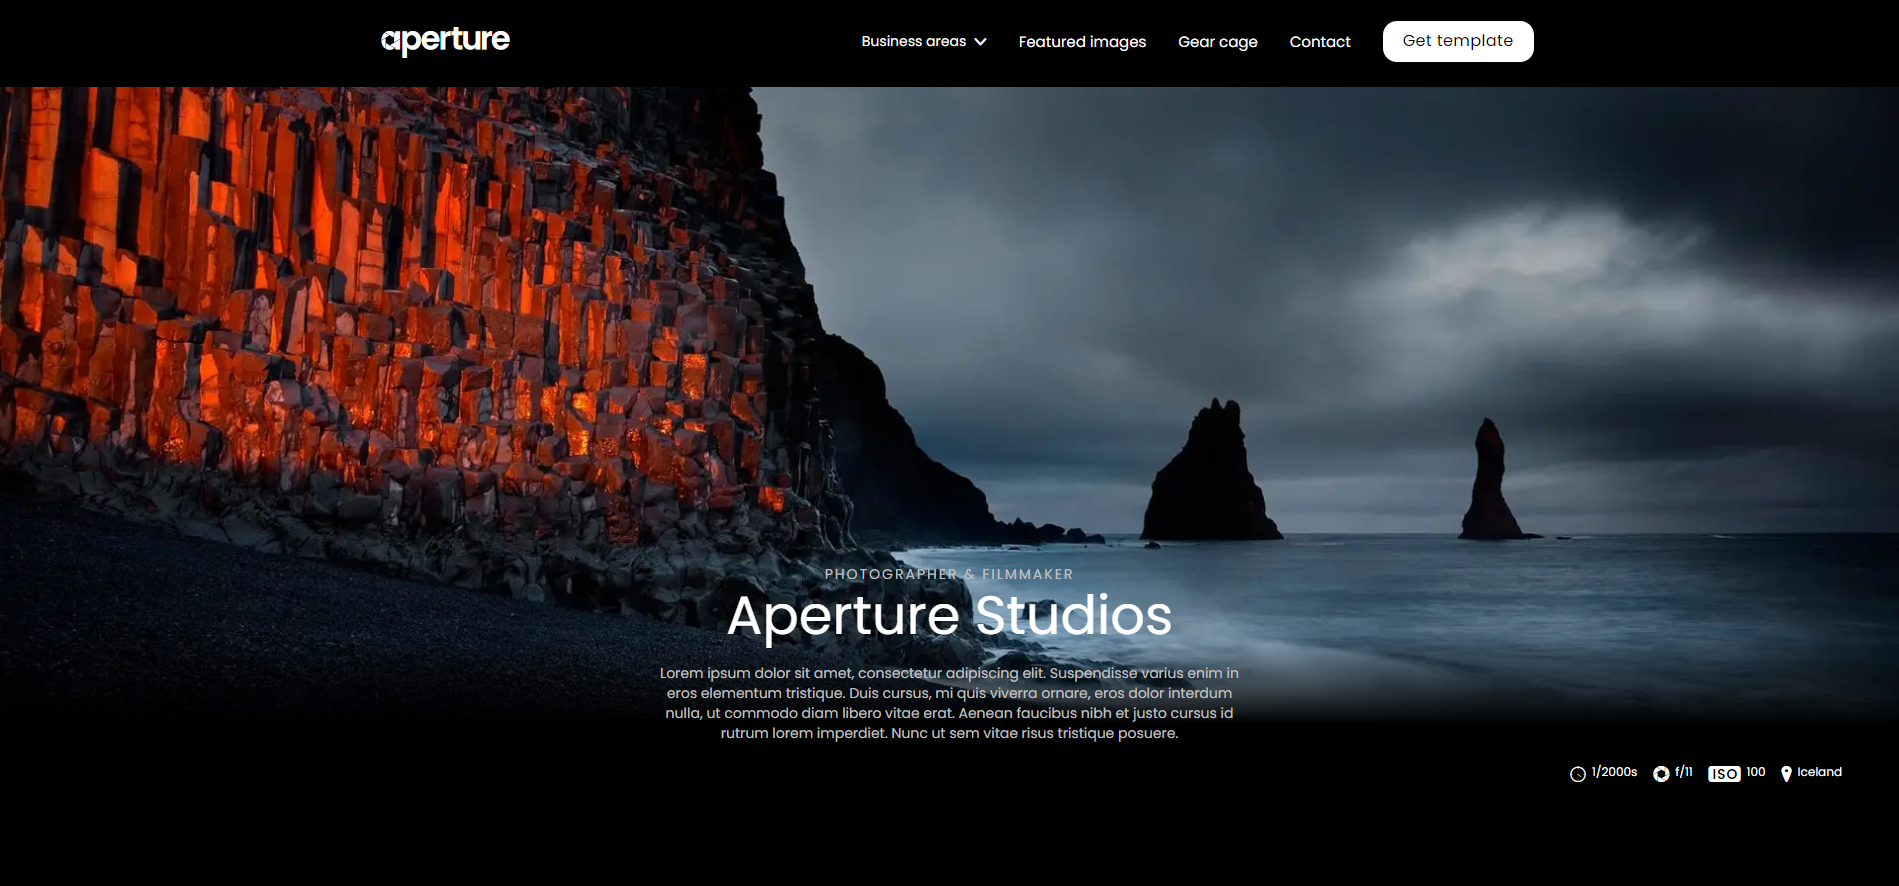 aperture
Business areas
Featured images
Gear cage
Contact
Get template
PHOTOGRAPHER & FILMMAKER
Aperture Studios
Lorem ipsum dolor sit amet, consectetur adipiscing elit. Suspendisse varius enim in
eros elementum tristique. Duis cursus, mi quis viverra ornare, eros dolor interdum
nulla, ut commodo diam libero vitae erat. Aenean faucibus nibh et justo cursus id
rutrum lorem imperdiet. Nunc ut sem vitae risus tristique posuere.
1/2000s
f/11
ISO 100
Iceland